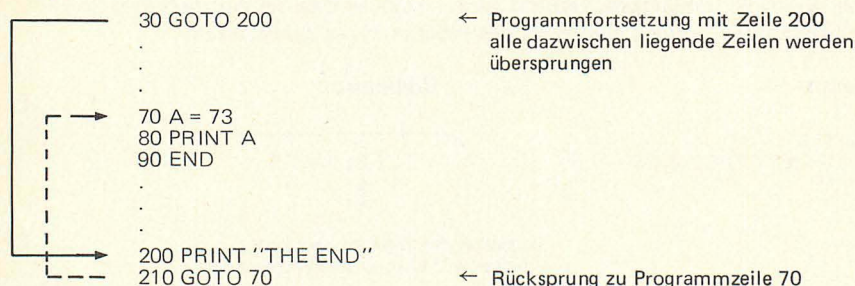 30 GOTO 200 ← Programmfortsetzung mit Zeile 200
alle dazwischen liegende Zeilen werden
übersprungen
.
.
.
70 A = 73
80 PRINT A
90 END
.
.
.
200 PRINT "THE END"
210 GOTO 70 ← Rücksprung zu Programmzeile 70